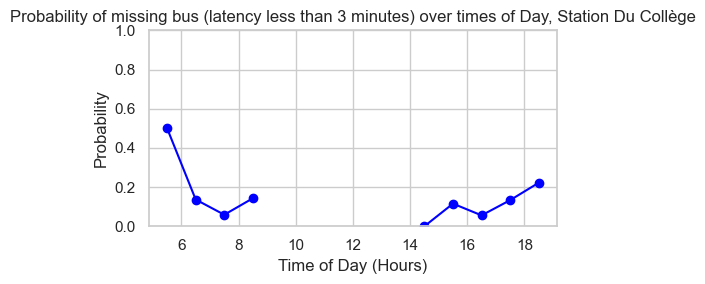 Probability of missing bus (latency less than 3 minutes) over times of Day, Station Du Collège
1.0
0.8
0.6
0.4
0.2
0.0
Probability
6 8 10 12 14 16 18
Time of Day (Hours)